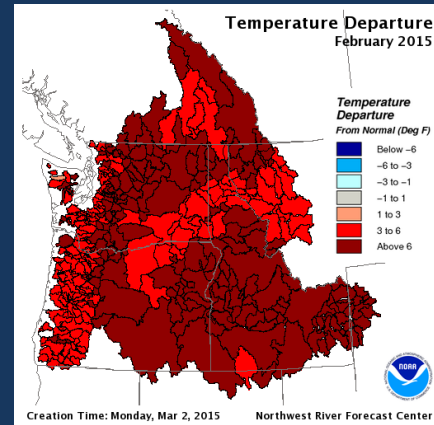 Temperature Departure
February 2015
Temperature
Departure
From Normal (Deg F)
Below -6
-6 to -3
-3 to -1
-1 to 1
1 to 3
3 to 6
Above 6
NOAA
Creation Time: Monday, Mar 2, 2015
Northwest River Forecast Center